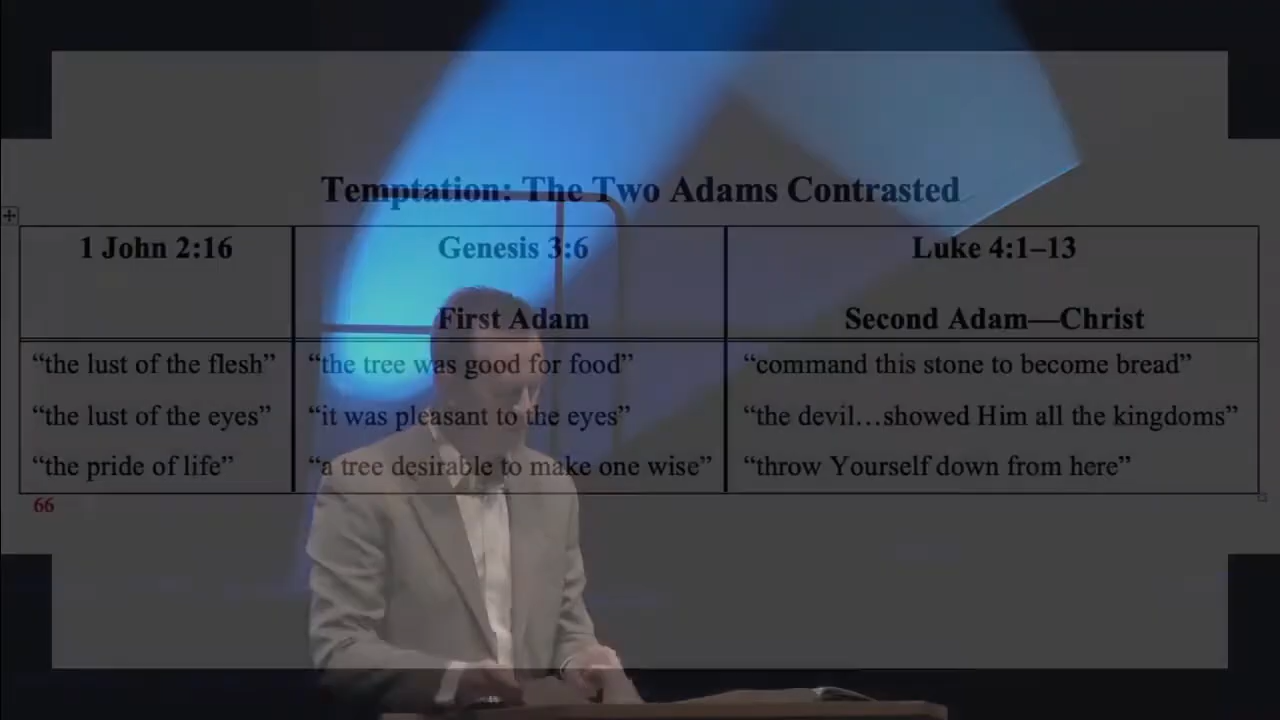 Temptation: The Two Adams Contrasted
1 John 2:16 Genesis 3:6 Luke 4:1–13
First Adam Second Adam—Christ
“the lust of the flesh” “the tree was good for food” “command this stone to become bread”
“the lust of the eyes” “it was pleasant to the eyes” “the devil…showed Him all the kingdoms”
“the pride of life” “a tree desirable to make one wise” “throw Yourself down from here”
66